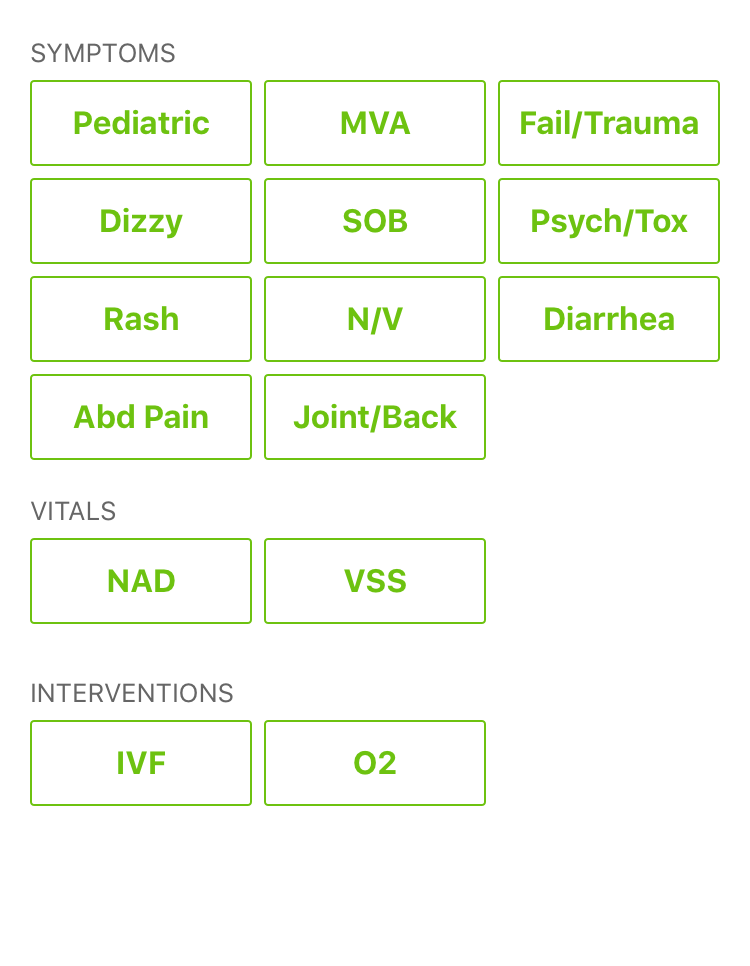 SYMPTOMS
Pediatric MVA Fail/Trauma
Dizzy SOB Psych/Tox
Rash N/V Diarrhea
Abd Pain Joint/Back
VITALS
NAD VSS
INTERVENTIONS
IVF O2